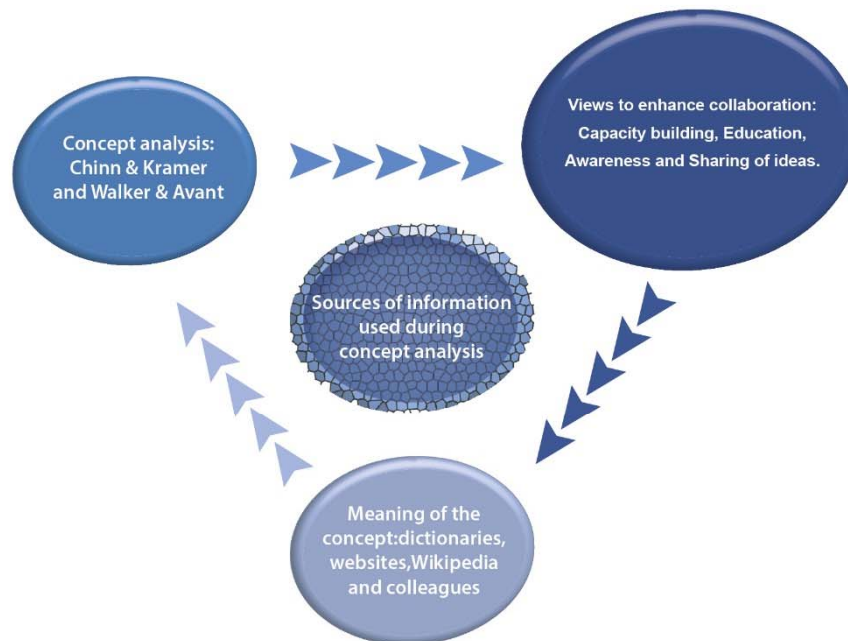 Concept analysis:
Chinn & Kramer
and Walker & Avant
Views to enhance collaboration:
Capacity building, Education,
Awareness and Sharing of ideas.
Sources of information
used during
concept analysis
Meaning of the
concept:dictionaries,
websites,Wikipedia
and colleagues